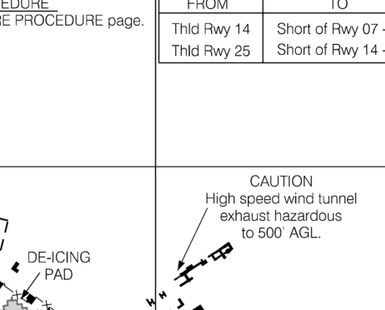 EDURE
RE PROCEDURE page.
FROM TO
Thld Rwy 14 Short of Rwy 07 -
Thld Rwy 25 Short of Rwy 14 -
CAUTION
High speed wind tunnel
exhaust hazardous
to 500' AGL.
DE-ICING
PAD